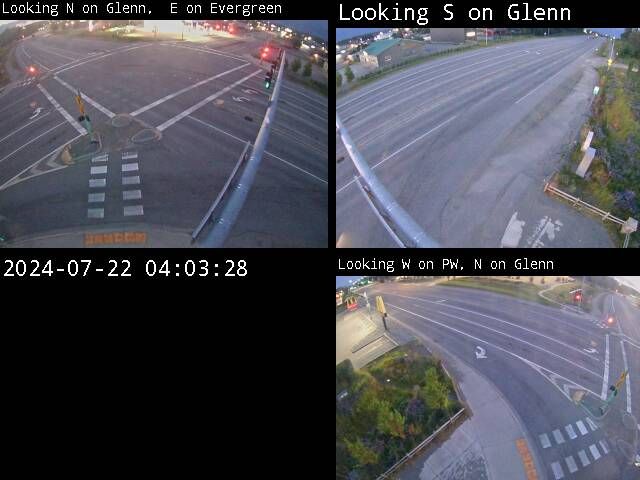 Looking N on Glenn,  E on Evergreen
Looking S on Glenn
2024-07-22 04:03:28
Looking W on PW, N on Glenn